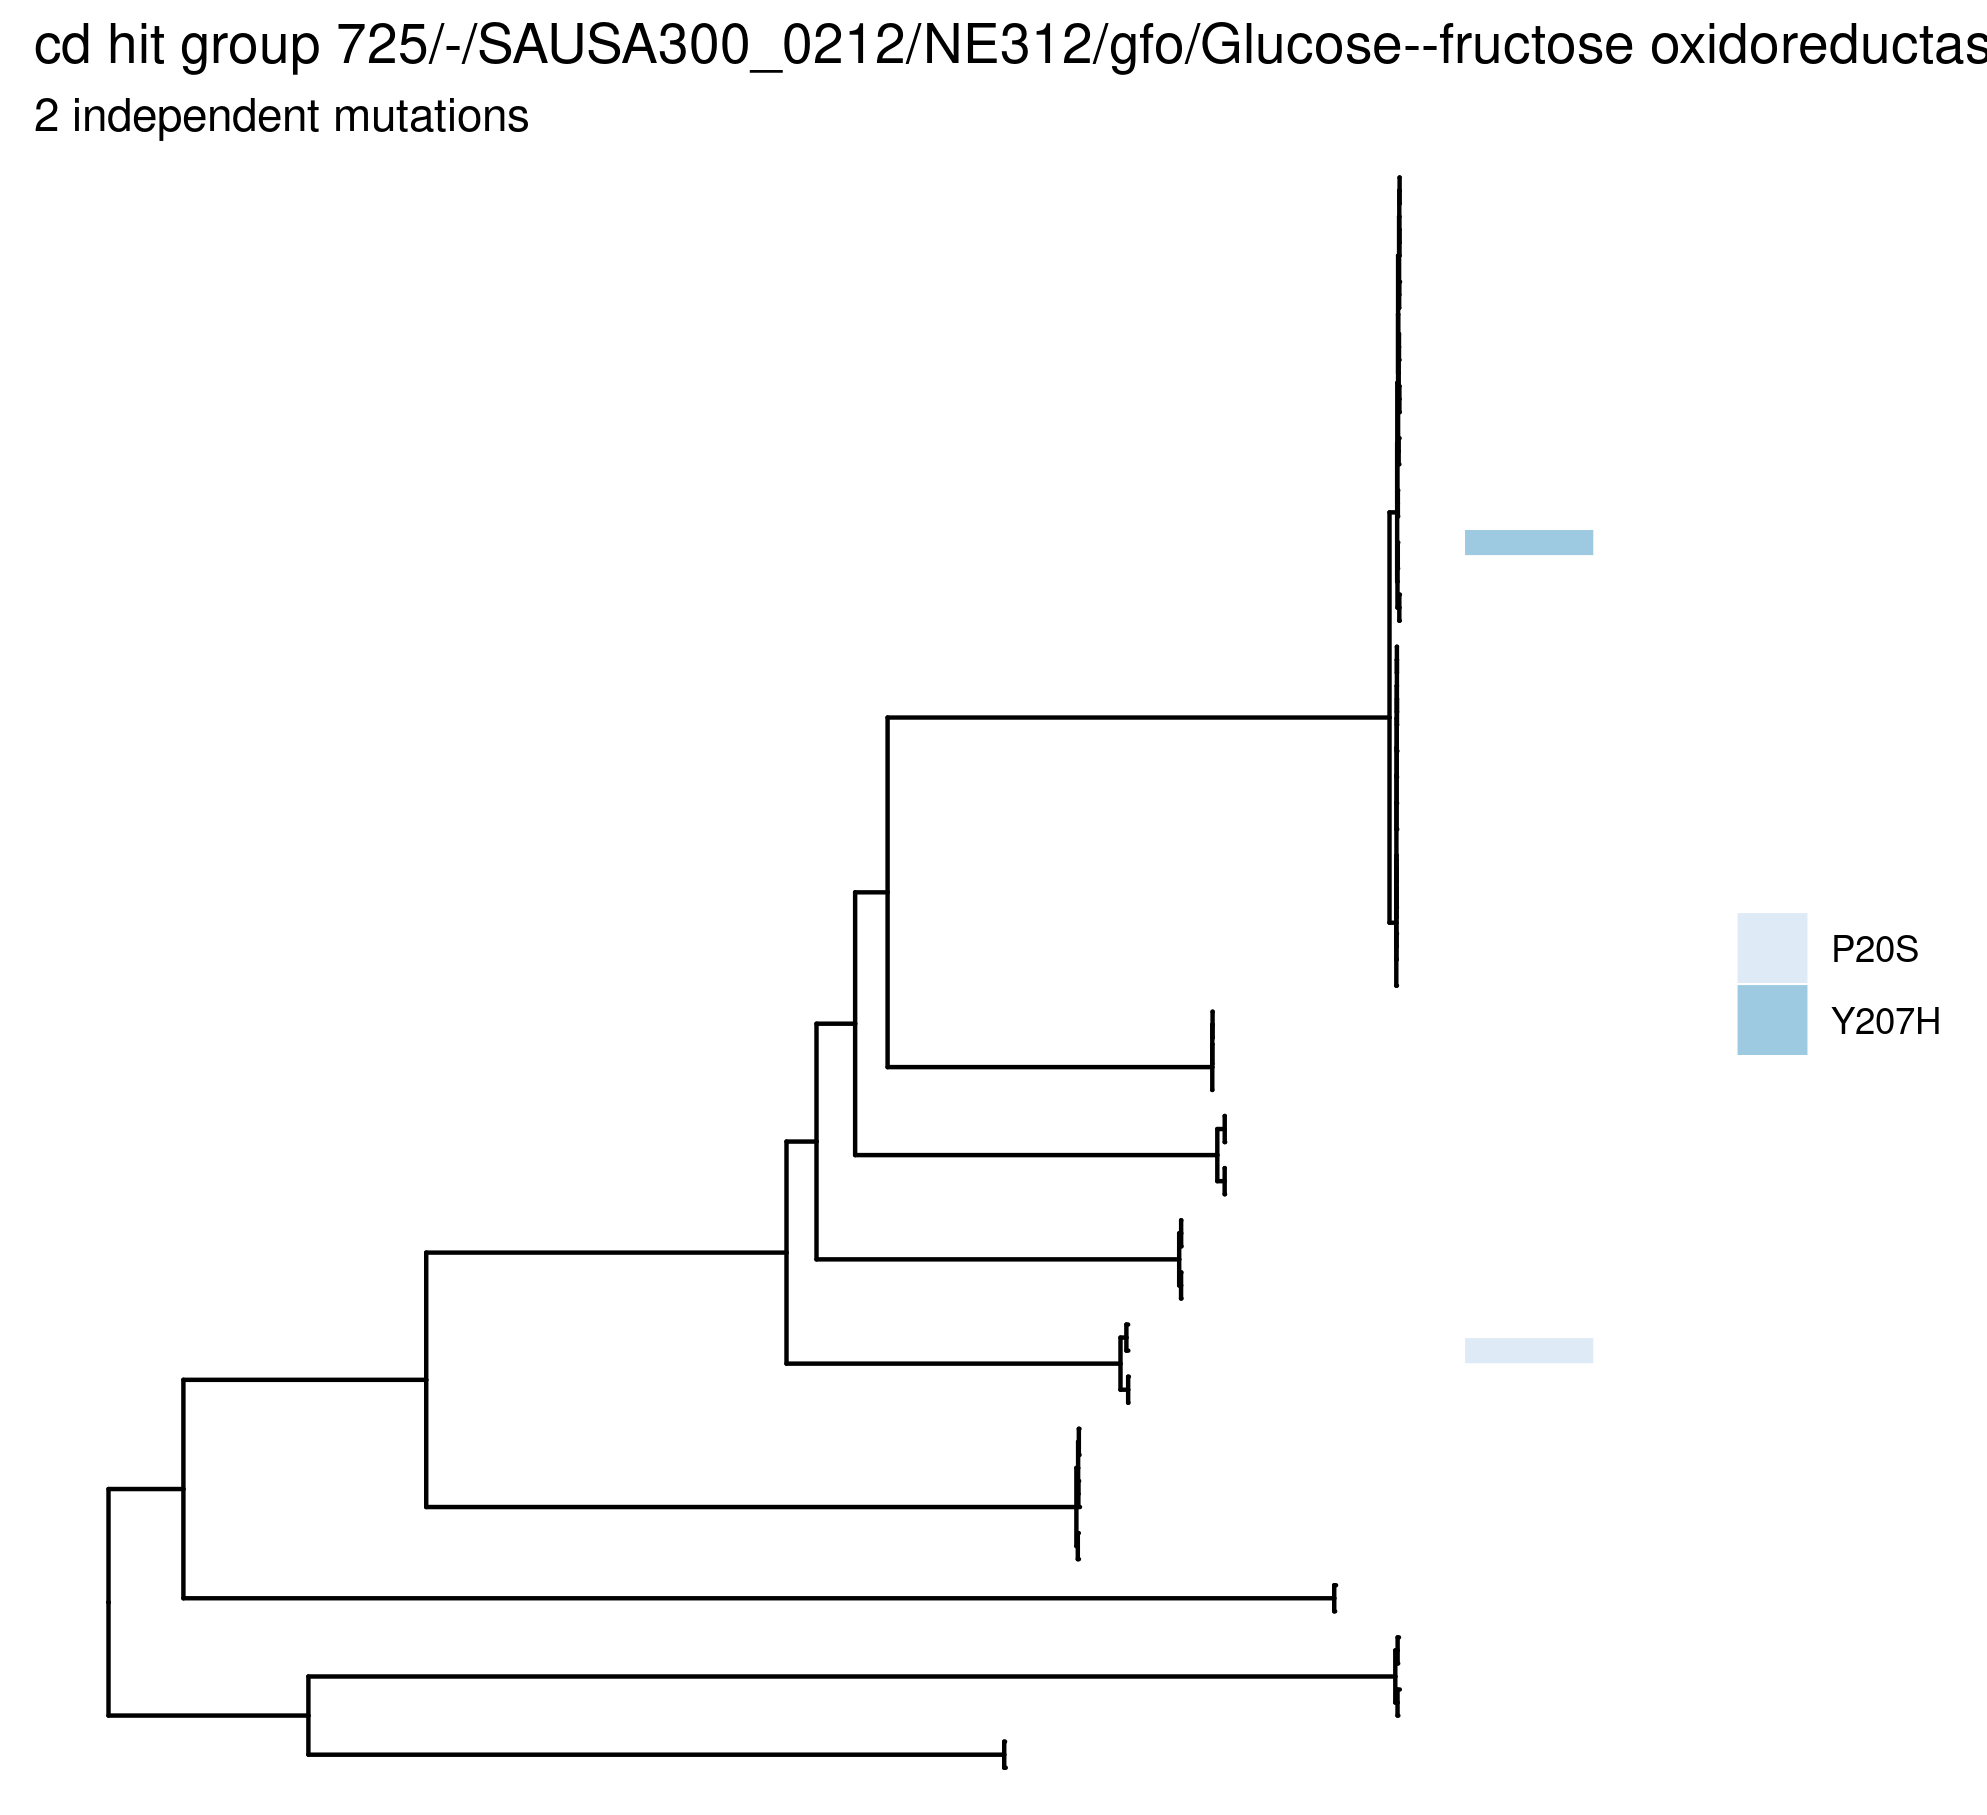 cd hit group 725/-/SAUSA300_0212/NE312/gfo/Glucose--fructose oxidoreductas
2 independent mutations
P20S
Y207H